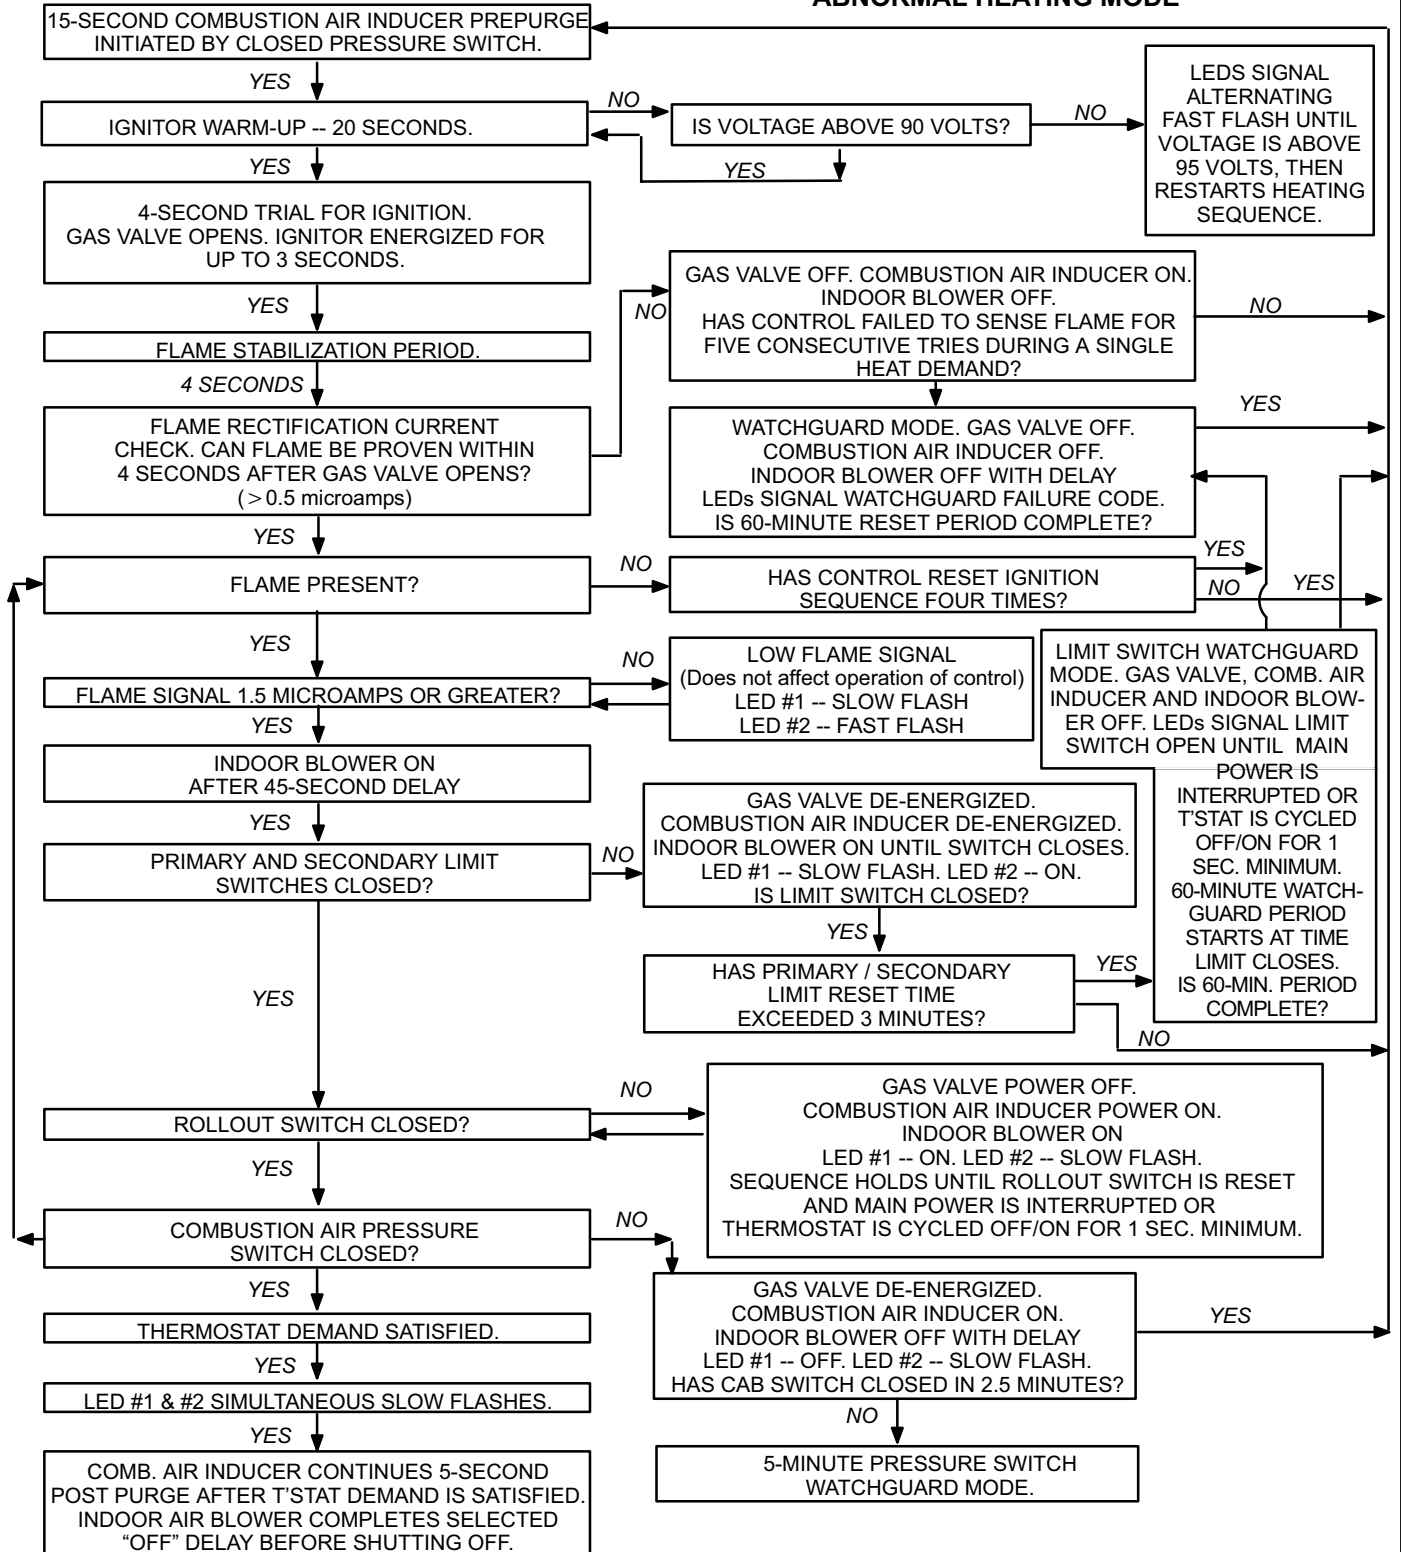 ABNORMAL HEATING MODE
15-SECOND COMBUSTION AIR INDUCER PREPURGE
INITIATED BY CLOSED PRESSURE SWITCH.
YES
IGNITOR WARM-UP -- 20 SECONDS.
NO
IS VOLTAGE ABOVE 90 VOLTS?
NO
YES
LEDS SIGNAL
ALTERNATING
FAST FLASH UNTIL
VOLTAGE IS ABOVE
95 VOLTS, THEN
RESTARTS HEATING
SEQUENCE.
YES
4-SECOND TRIAL FOR IGNITION.
GAS VALVE OPENS. IGNITOR ENERGIZED FOR
UP TO 3 SECONDS.
YES
FLAME STABILIZATION PERIOD.
4 SECONDS
FLAME RECTIFICATION CURRENT
CHECK. CAN FLAME BE PROVEN WITHIN
4 SECONDS AFTER GAS VALVE OPENS?
(>0.5 microamps)
NO
GAS VALVE OFF. COMBUSTION AIR INDUCER ON.
INDOOR BLOWER OFF.
HAS CONTROL FAILED TO SENSE FLAME FOR
FIVE CONSECUTIVE TRIES DURING A SINGLE
HEAT DEMAND?
NO
WATCHGUARD MODE. GAS VALVE OFF.
COMBUSTION AIR INDUCER OFF.
INDOOR BLOWER OFF WITH DELAY
LEDs SIGNAL WATCHGUARD FAILURE CODE.
IS 60-MINUTE RESET PERIOD COMPLETE?
YES
YES
FLAME PRESENT?
NO
HAS CONTROL RESET IGNITION
SEQUENCE FOUR TIMES?
YES
NO
YES
YES
FLAME SIGNAL 1.5 MICROAMPS OR GREATER?
NO
LOW FLAME SIGNAL
(Does not affect operation of control)
LED #1 -- SLOW FLASH
LED #2 -- FAST FLASH
LIMIT SWITCH WATCHGUARD
MODE. GAS VALVE, COMB. AIR
INDUCER AND INDOOR BLOW-
ER OFF. LEDs SIGNAL LIMIT
SWITCH OPEN UNTIL MAIN
POWER IS
INTERRUPTED OR
T'STAT IS CYCLED
OFF/ON FOR 1
SEC. MINIMUM.
60-MINUTE WATCH-
GUARD PERIOD
STARTS AT TIME
LIMIT CLOSES.
IS 60-MIN. PERIOD
COMPLETE?
YES
INDOOR BLOWER ON
AFTER 45-SECOND DELAY
YES
PRIMARY AND SECONDARY LIMIT
SWITCHES CLOSED?
NO
GAS VALVE DE-ENERGIZED.
COMBUSTION AIR INDUCER DE-ENERGIZED.
INDOOR BLOWER ON UNTIL SWITCH CLOSES.
LED #1 -- SLOW FLASH. LED #2 -- ON.
IS LIMIT SWITCH CLOSED?
YES
HAS PRIMARY / SECONDARY
LIMIT RESET TIME
EXCEEDED 3 MINUTES?
YES
NO
YES
ROLLOUT SWITCH CLOSED?
NO
GAS VALVE POWER OFF.
COMBUSTION AIR INDUCER POWER ON.
INDOOR BLOWER ON
LED #1 -- ON. LED #2 -- SLOW FLASH.
SEQUENCE HOLDS UNTIL ROLLOUT SWITCH IS RESET
AND MAIN POWER IS INTERRUPTED OR
THERMOSTAT IS CYCLED OFF/ON FOR 1 SEC. MINIMUM.
YES
COMBUSTION AIR PRESSURE
SWITCH CLOSED?
NO
GAS VALVE DE-ENERGIZED.
COMBUSTION AIR INDUCER ON.
INDOOR BLOWER OFF WITH DELAY
LED #1 -- OFF. LED #2 -- SLOW FLASH.
HAS CAB SWITCH CLOSED IN 2.5 MINUTES?
YES
NO
5-MINUTE PRESSURE SWITCH
WATCHGUARD MODE.
YES
THERMOSTAT DEMAND SATISFIED.
YES
LED #1 & #2 SIMULTANEOUS SLOW FLASHES.
YES
COMB. AIR INDUCER CONTINUES 5-SECOND
POST PURGE AFTER T'STAT DEMAND IS SATISFIED.
INDOOR AIR BLOWER COMPLETES SELECTED
“OFF” DELAY BEFORE SHUTTING OFF.